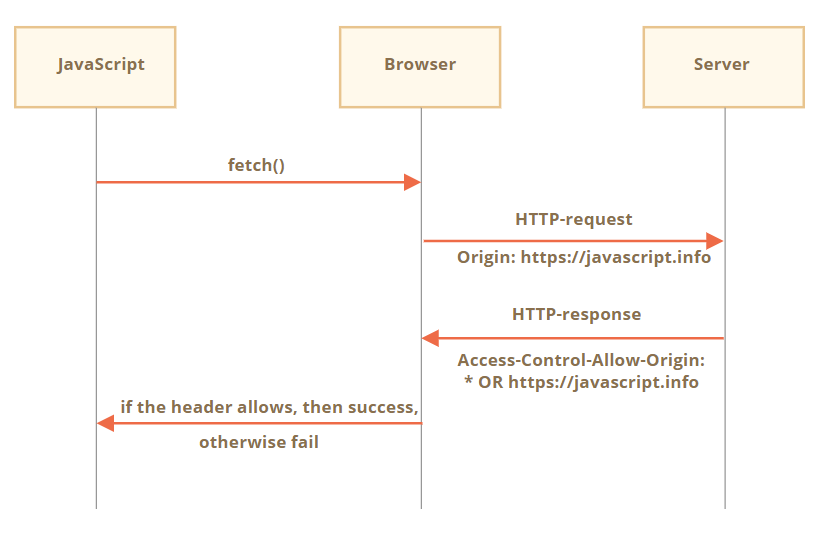 JavaScript
Browser
Server
fetch()
HTTP-request
Origin: https://javascript.info
HTTP-response
Access-Control-Allow-Origin:
* OR https://javascript.info
if the header allows, then success,
otherwise fail